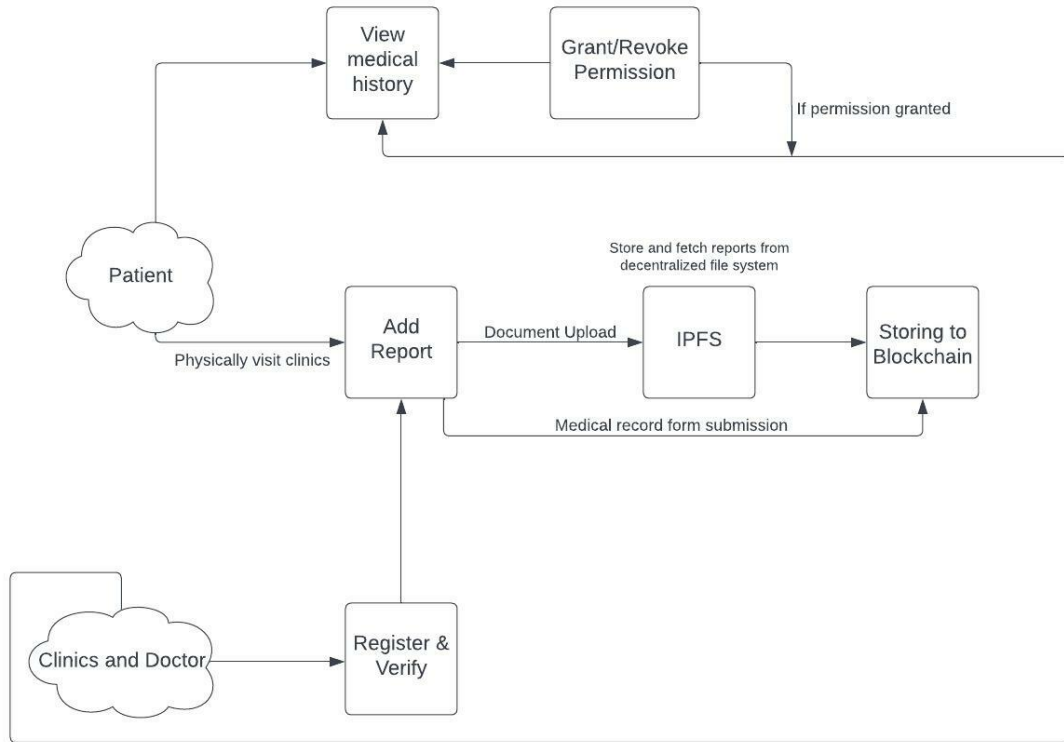 View
medical
history
Grant/Revoke
Permission
If permission granted
Patient
Store and fetch reports from
decentralized file system
Physically visit clinics
Add
Report
Document Upload
IPFS
Storing to
Blockchain
Medical record form submission
Clinics and Doctor
Register &
Verify